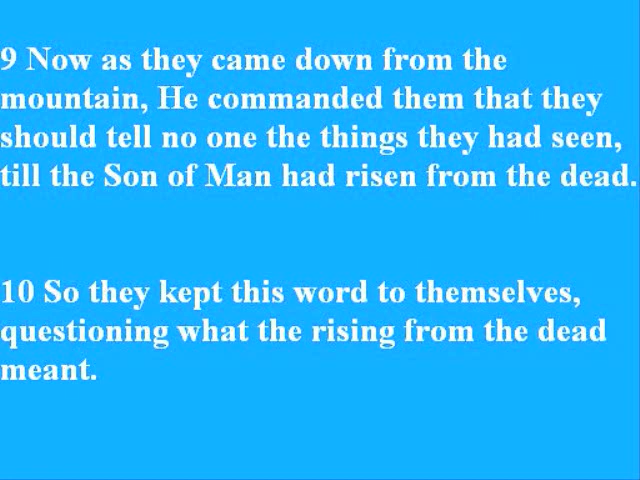 9 Now as they came down from the
mountain, He commanded them that they
should tell no one the things they had seen,
till the Son of Man had risen from the dead.
10 So they kept this word to themselves,
questioning what the rising from the dead
meant.